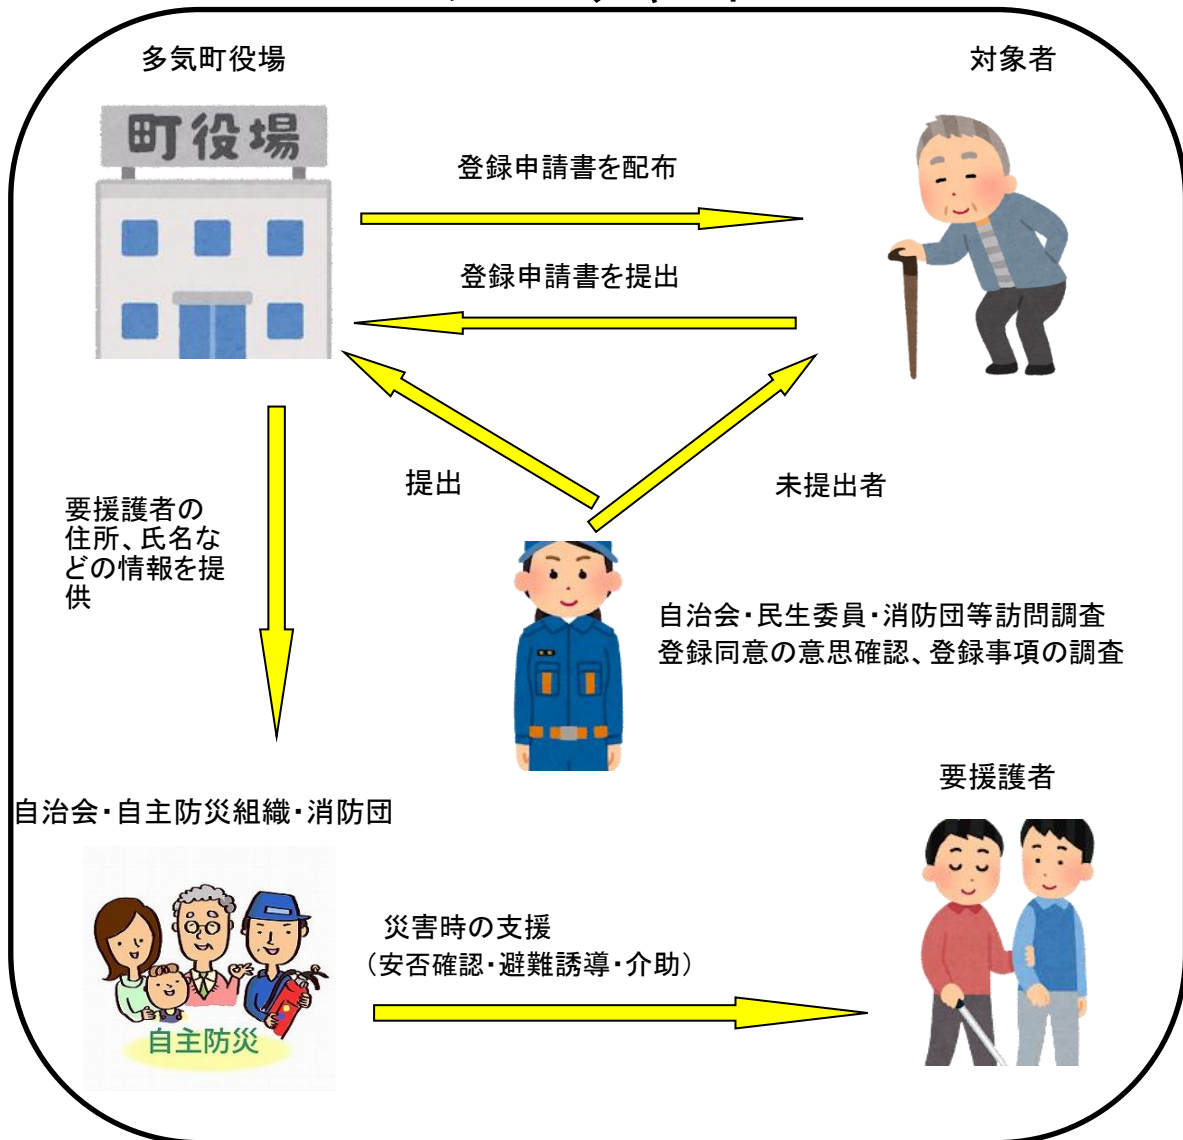 多気町役場
対象者
町役場
登録申請書を配布
登録申請書を提出
提出
未提出者
要援護者の
住所、氏名な
どの情報を提
供
自治会・民生委員・消防団等訪問調査
登録同意の意思確認、登録事項の調査
要援護者
自治会・自主防災組織・消防団
災害時の支援
（安否確認・避難誘導・介助）
自主防災